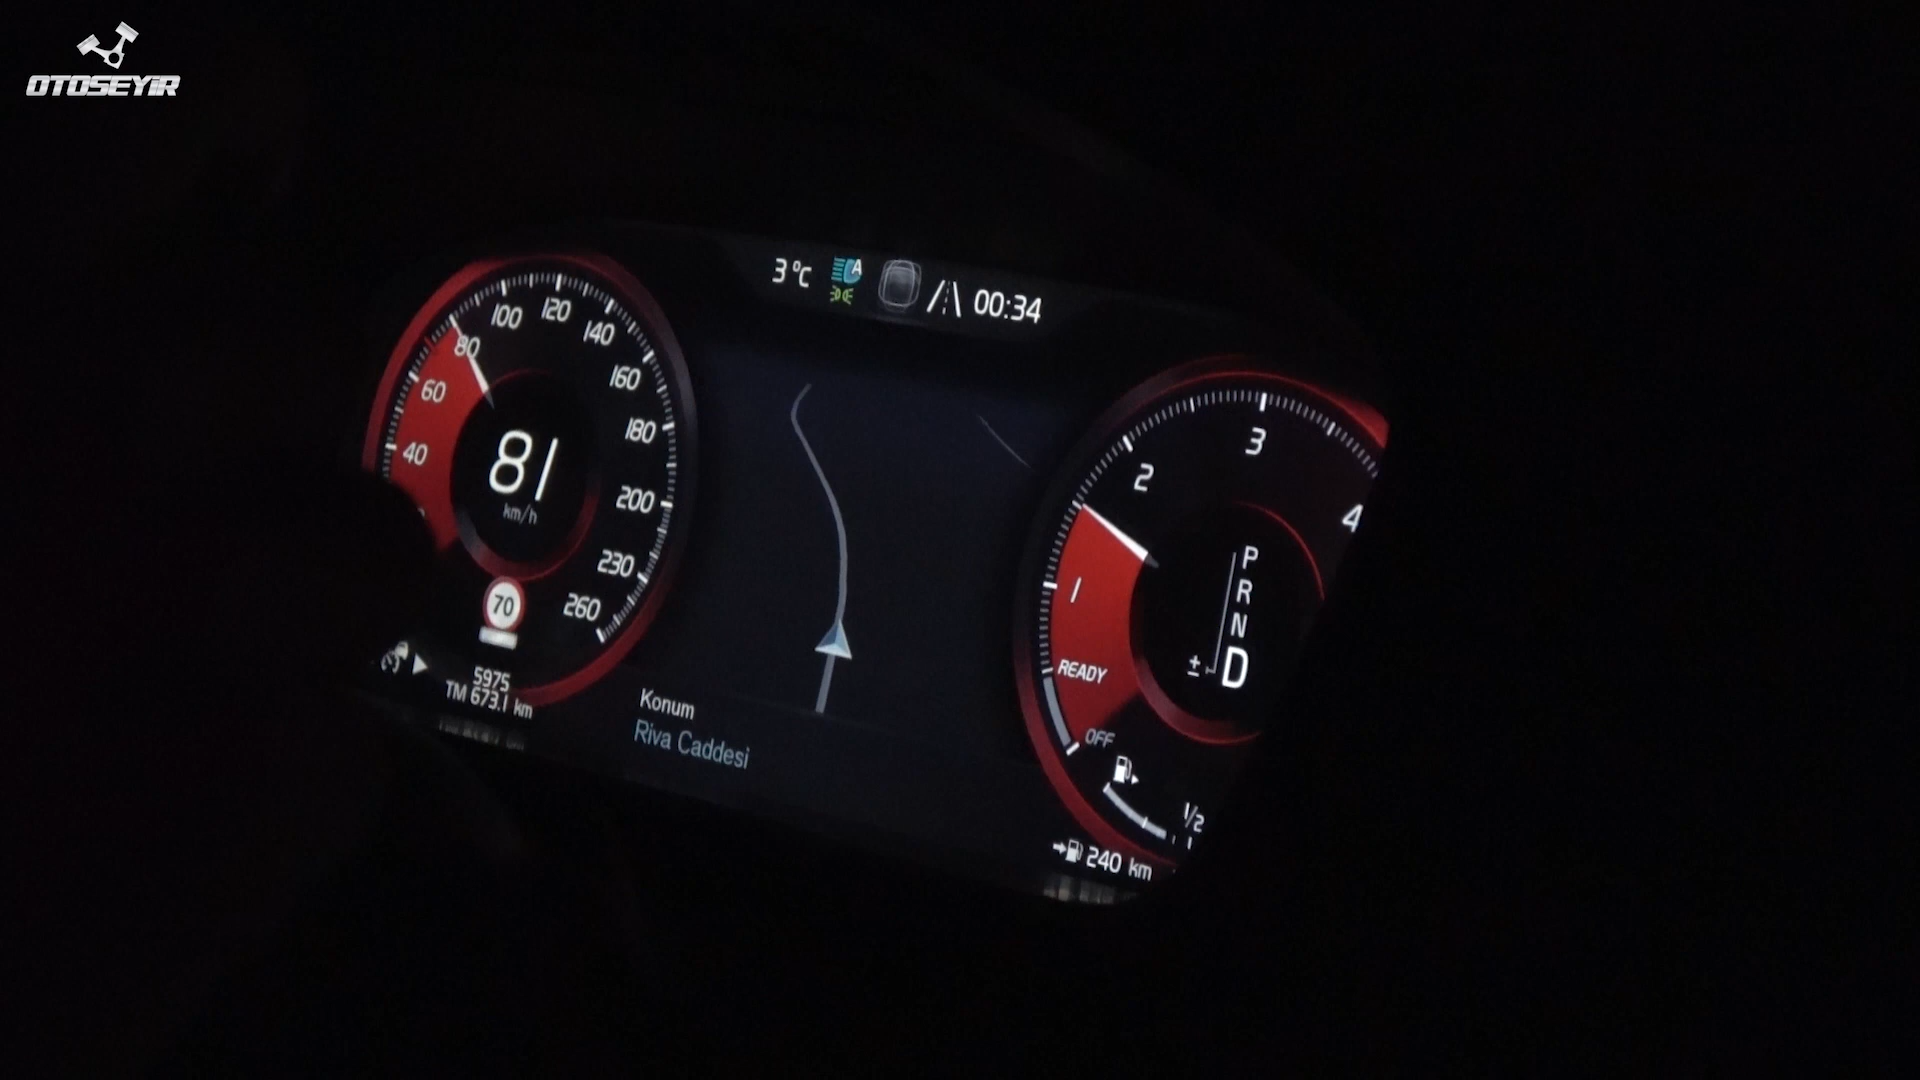 OTOSEYIR
3°C
A
00:34
40
60
80
100
120
140
160
180
200
230
260
81
km/h
70
5975
TM 673.1 km
Konum
Riva Caddesi
1
2
3
4
READY
OFF
P
R
N
D
±
1/2
1
240 km